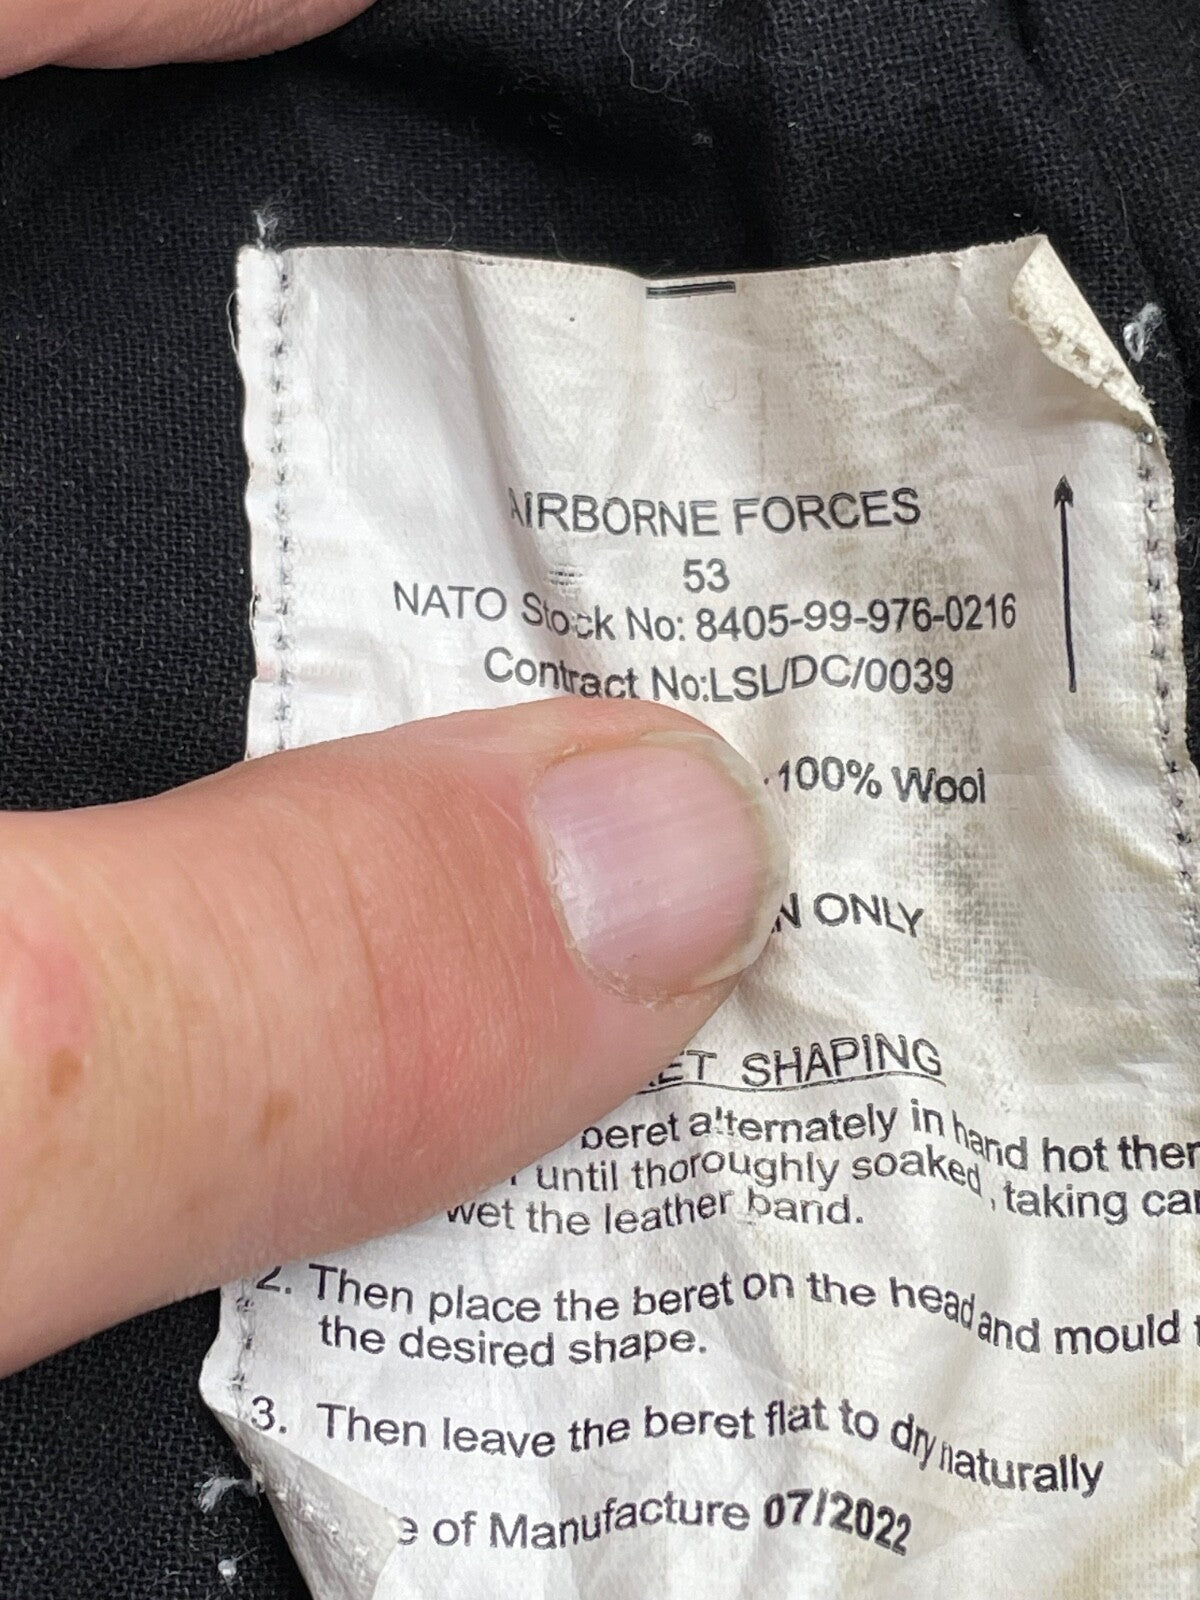 AIRBORNE FORCES
53
NATO Stock No: 8405-99-976-0216
Contract No:LSL/DC/0039
100% Wool
ONLY
SHAPING
beret alternately in hand hot then
until thoroughly soaked, taking
wet the leather band.
2. Then place the beret on the head and mould
the desired shape.
3. Then leave the beret flat to dry naturally
of Manufacture 07/2022